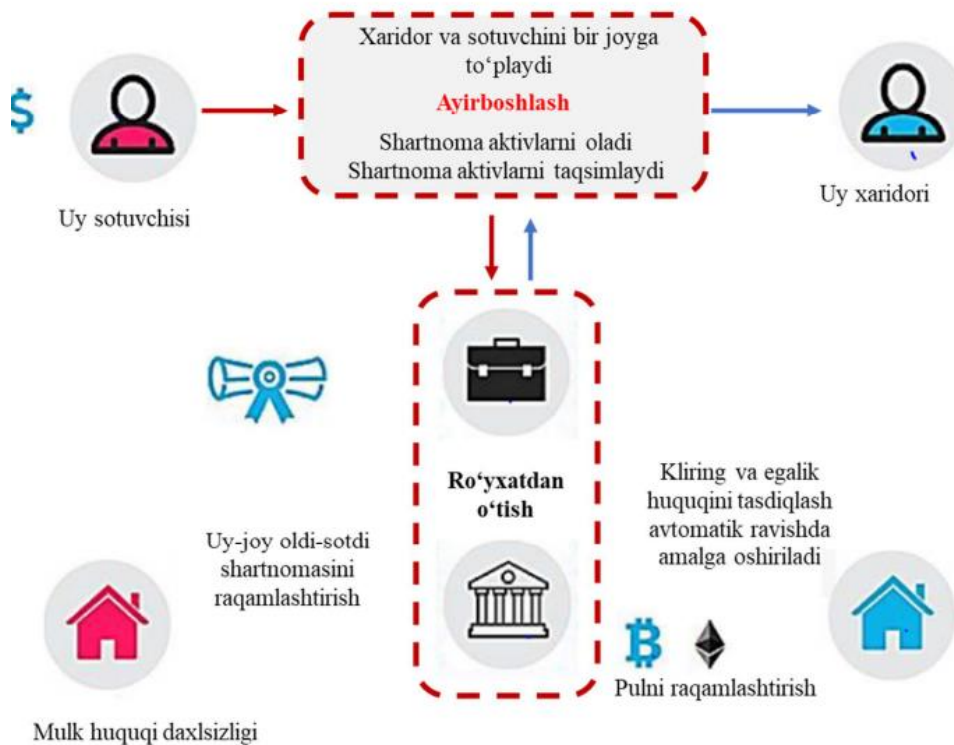 Xaridor va sotuvchini bir joyga
to‘playdi
Ayirboshlash
Shartnoma aktivlarni oladi
Shartnoma aktivlarni taqsimlaydi
$
Uy sotuvchisi
Uy xaridori
Ro‘yxatdan
o‘tish
Uy-joy oldi-sotdi
shartnomasini
raqamlashtirish
Kliring va egalik
huquqini tasdiqlash
avtomatik ravishda
amalga oshiriladi
Pulni raqamlashtirish
Mulk huquqi daxlsizligi